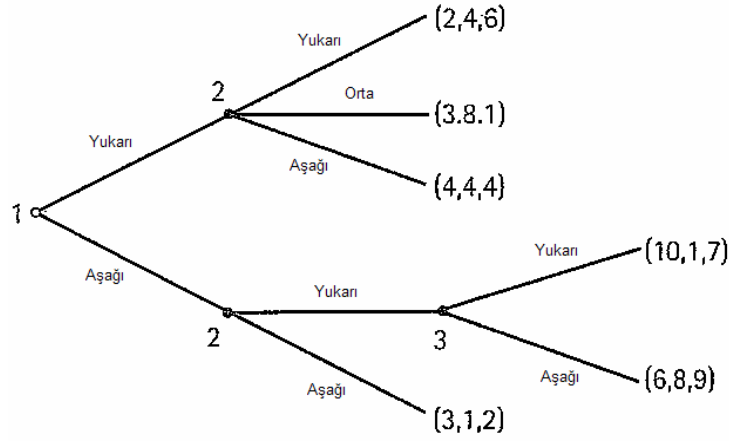 Yukarı
(2,4,6)
2
Orta
(3.8.1)
Yukarı
Aşağı
(4,4,4)
1
Yukarı
(10,1,7)
Aşağı
Yukarı
2
3
Aşağı
(6,8,9)
Aşağı
(3,1,2)